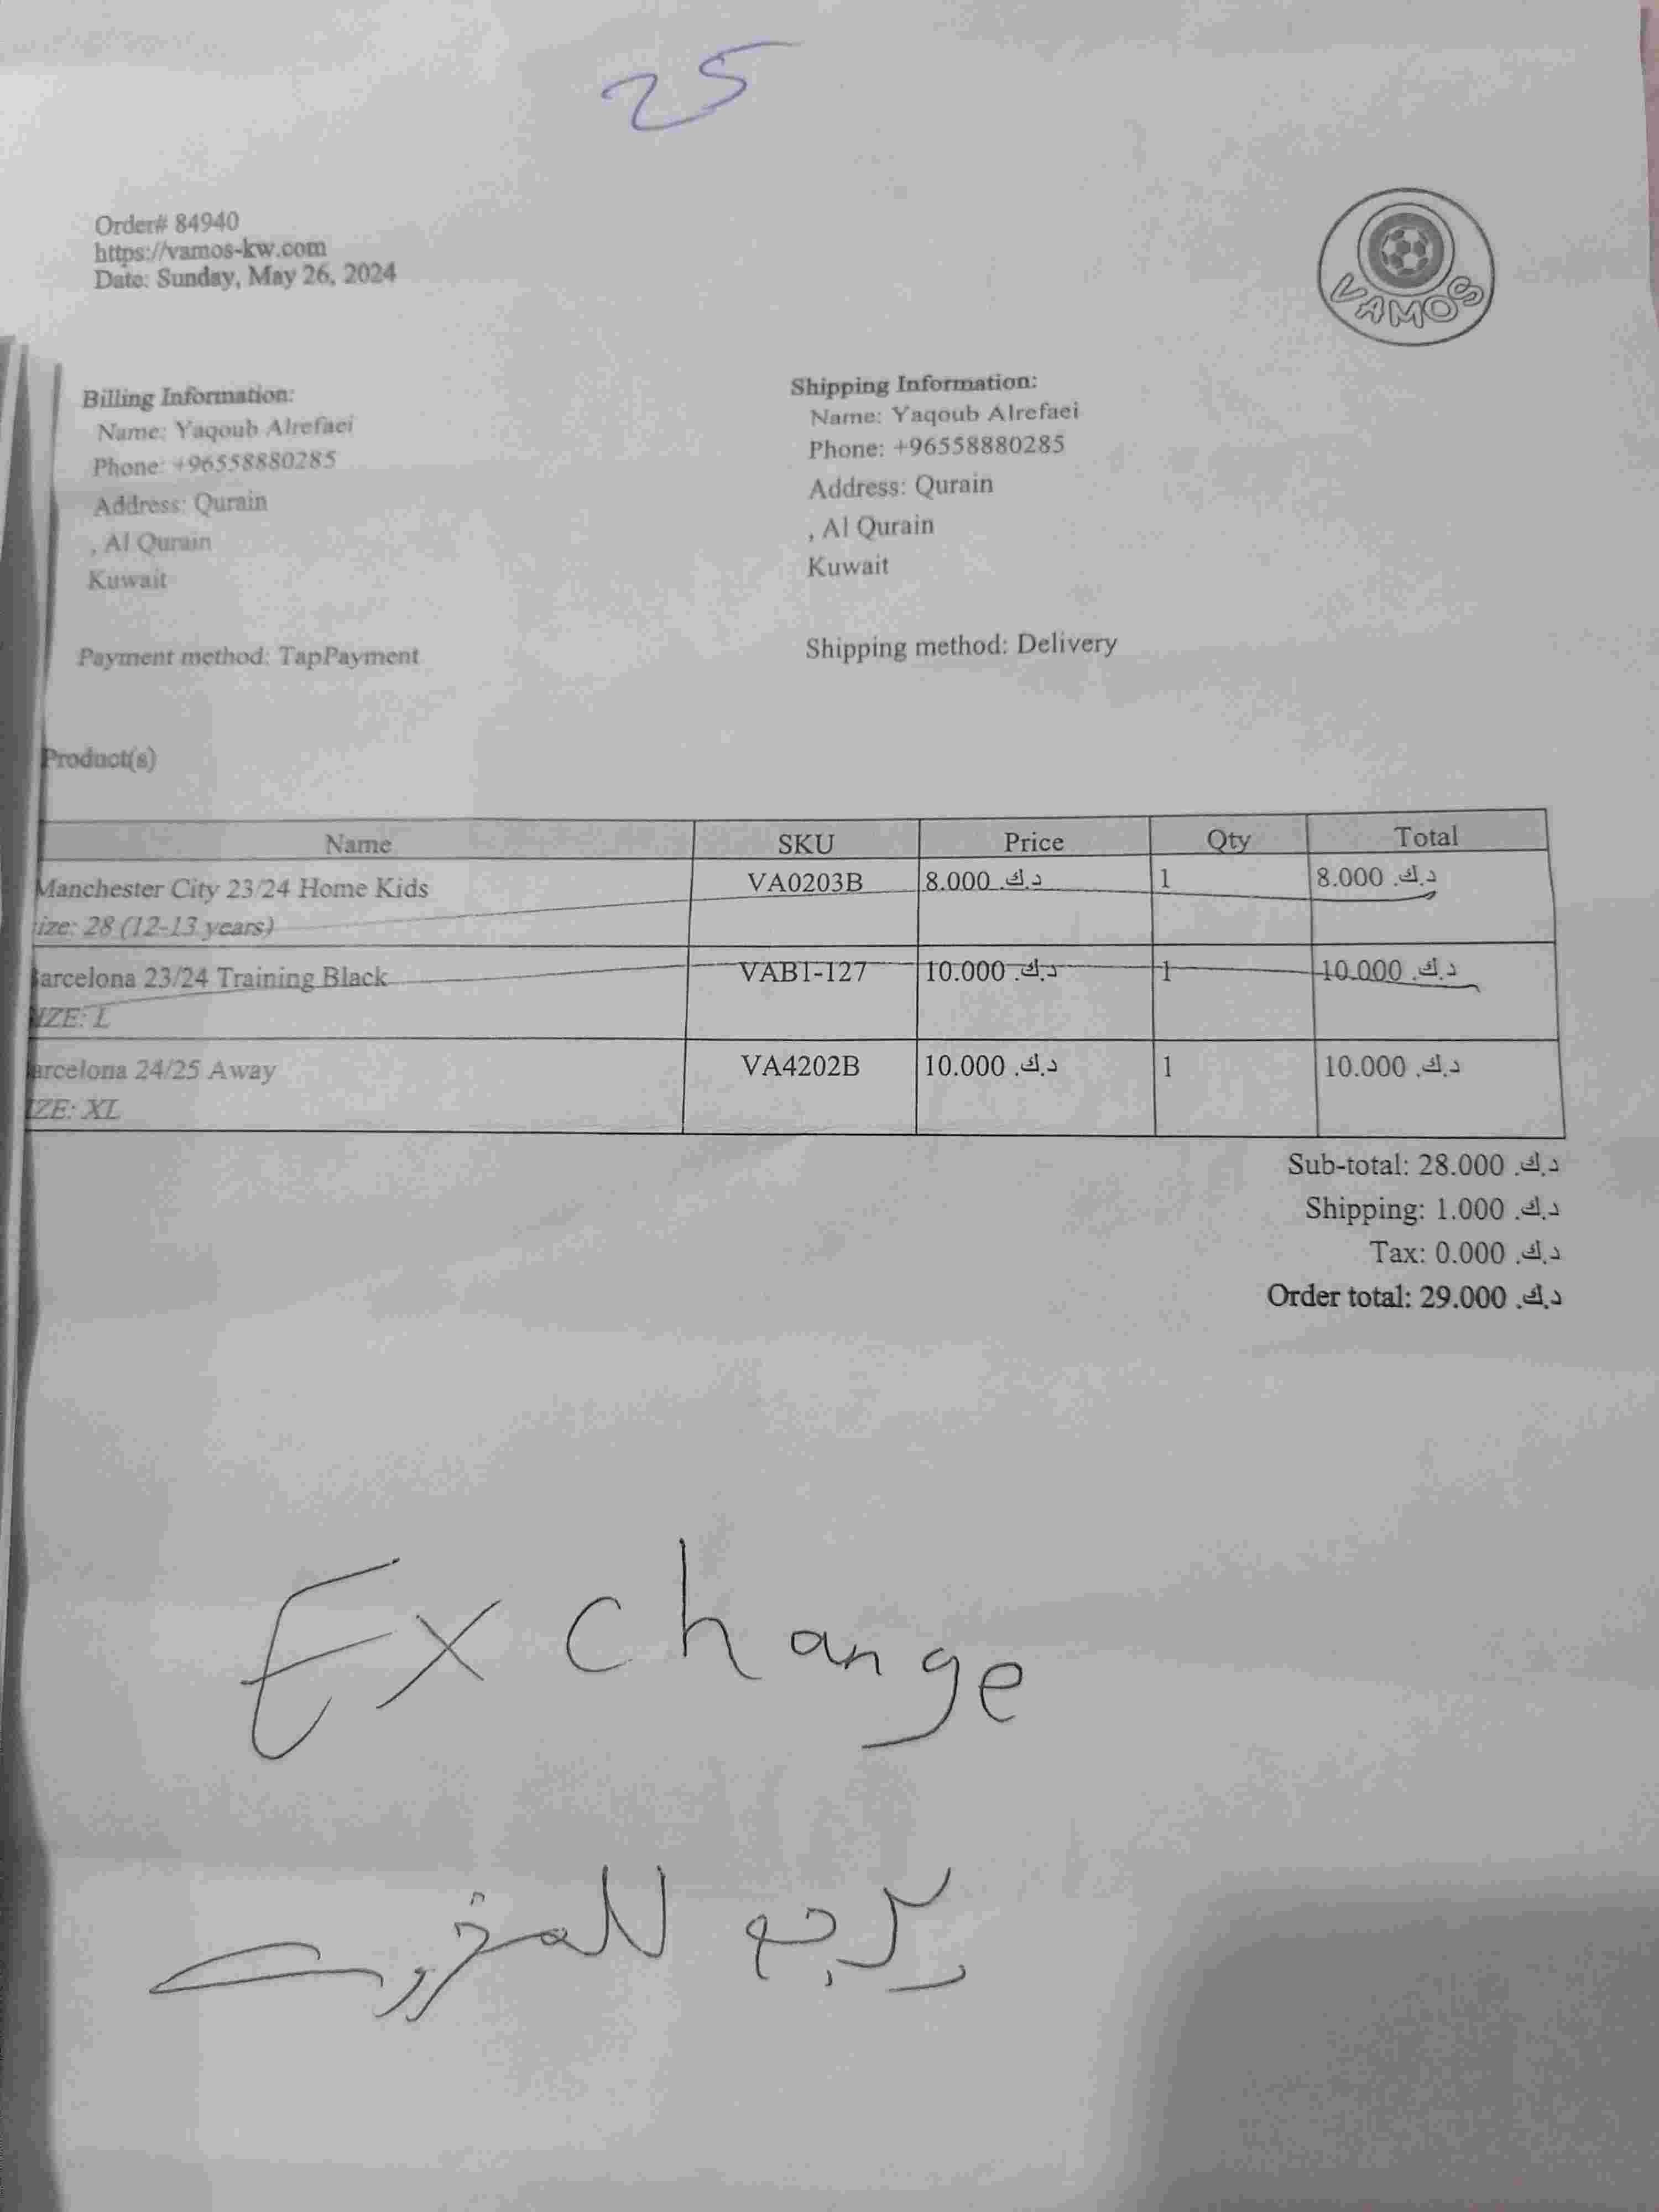 25
Order# 84940
https://vamos-kw.com
Date: Sunday, May 26, 2024
VAMOS
Billing Information:
Name: Yaqoub Alrefaei
Phone: +96558880285
Address: Qurain
, Al Qurain
Kuwait
Payment method: TapPayment
Shipping Information:
Name: Yaqoub Alrefaei
Phone: +96558880285
Address: Qurain
, Al Qurain
Kuwait
Shipping method: Delivery
Product(s)
Name SKU Price Qty Total
Manchester City 23/24 Home Kids VA0203B 8.000 د.ك. 1 8.000 د.ك.
ize: 28 (12-13 years)
arcelona 23/24 Training Black VAB1-127 10.000 د.ك. 1 10.000 د.ك.
IZE: L
arcelona 24/25 Away VA4202B 10.000 د.ك. 1 10.000 د.ك.
IZE: XL
Sub-total: 28.000 د.ك.
Shipping: 1.000 د.ك.
Tax: 0.000 د.ك.
Order total: 29.000 د.ك.
Exchange
يرجع للمخزن